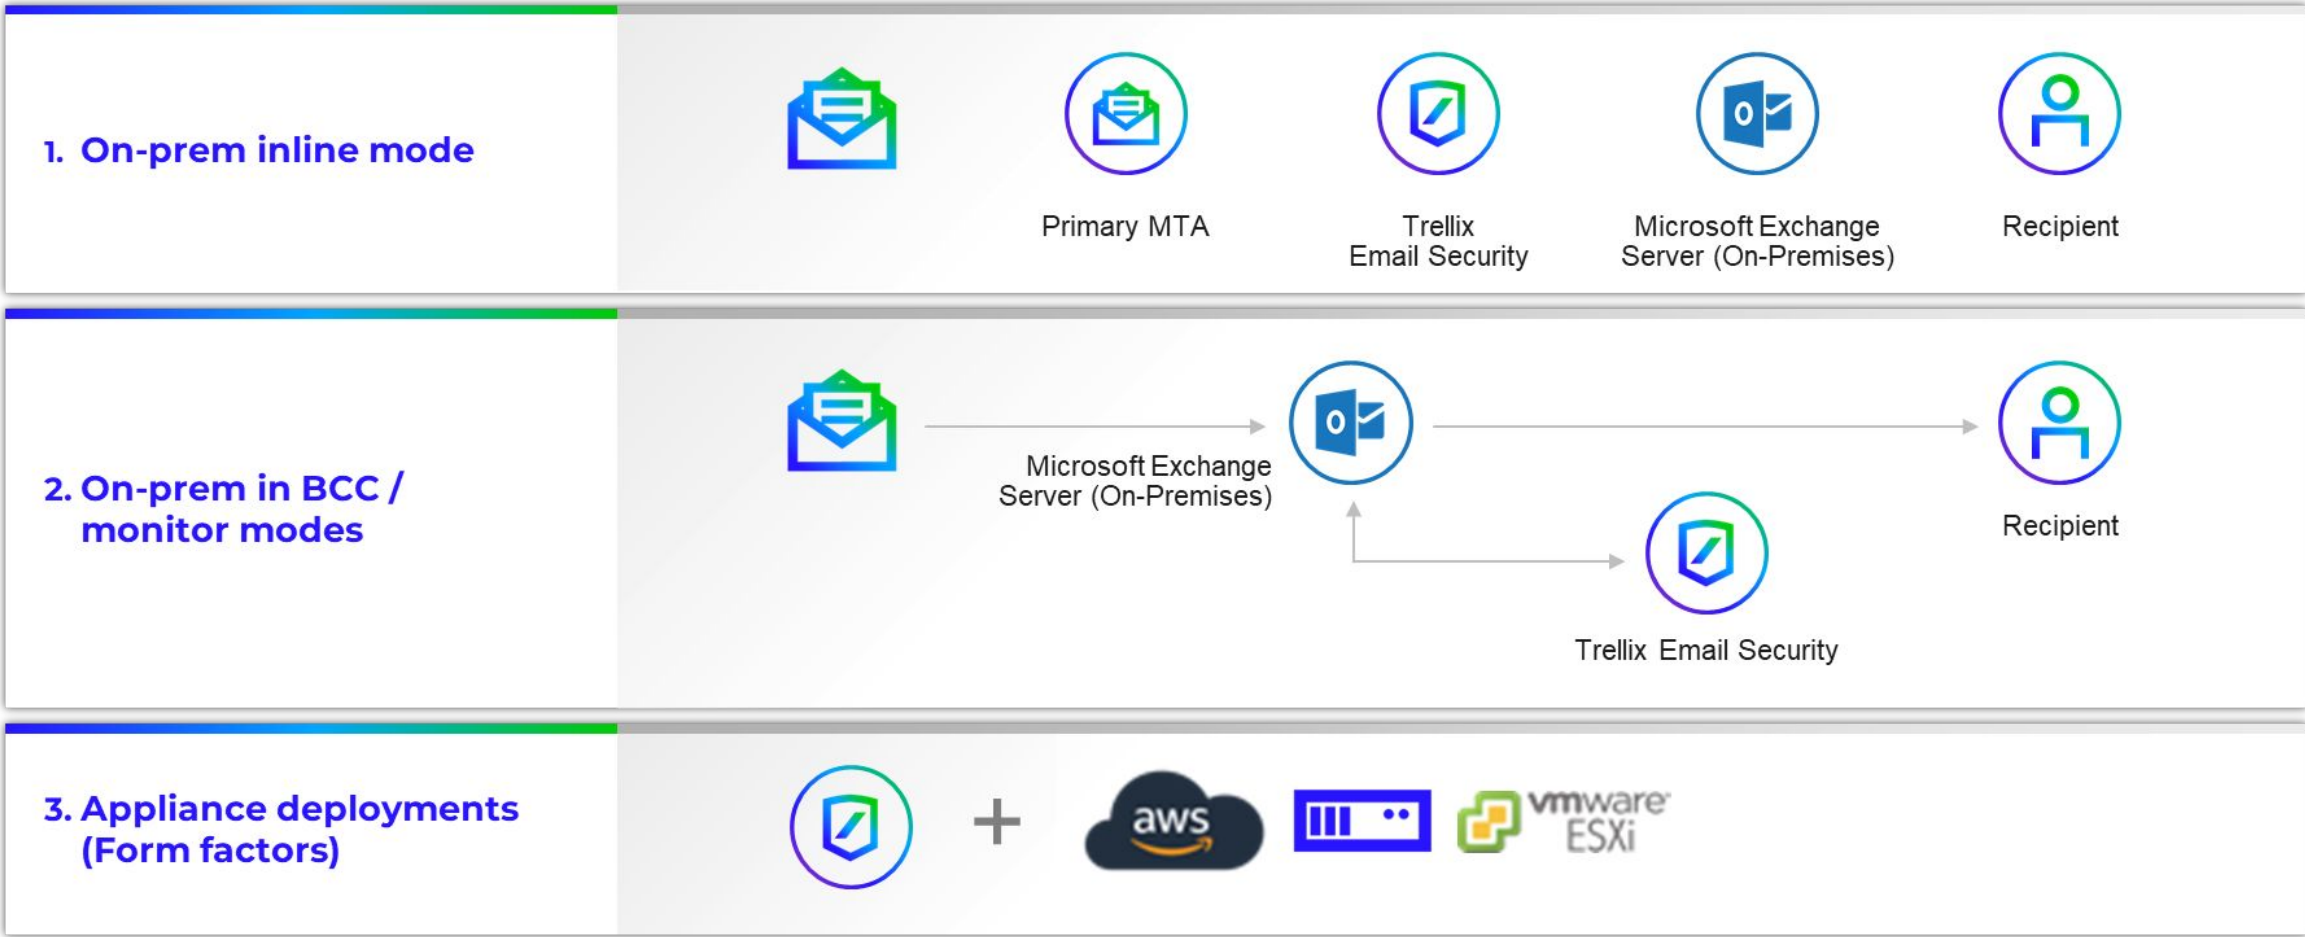 1. On-prem inline mode
Primary MTA
Trellix
Email Security
Microsoft Exchange
Server (On-Premises)
Recipient
2. On-prem in BCC /
monitor modes
Microsoft Exchange
Server (On-Premises)
Recipient
Trellix Email Security
3. Appliance deployments
(Form factors)
aws
vmware
ESXi